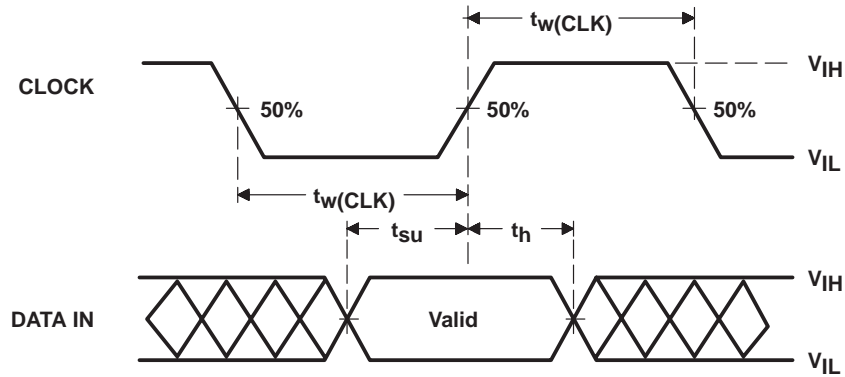 tw(CLK)
CLOCK
VIH
50%
50%
50%
VIL
tw(CLK)
tsu
th
VIH
DATA IN
Valid
VIL